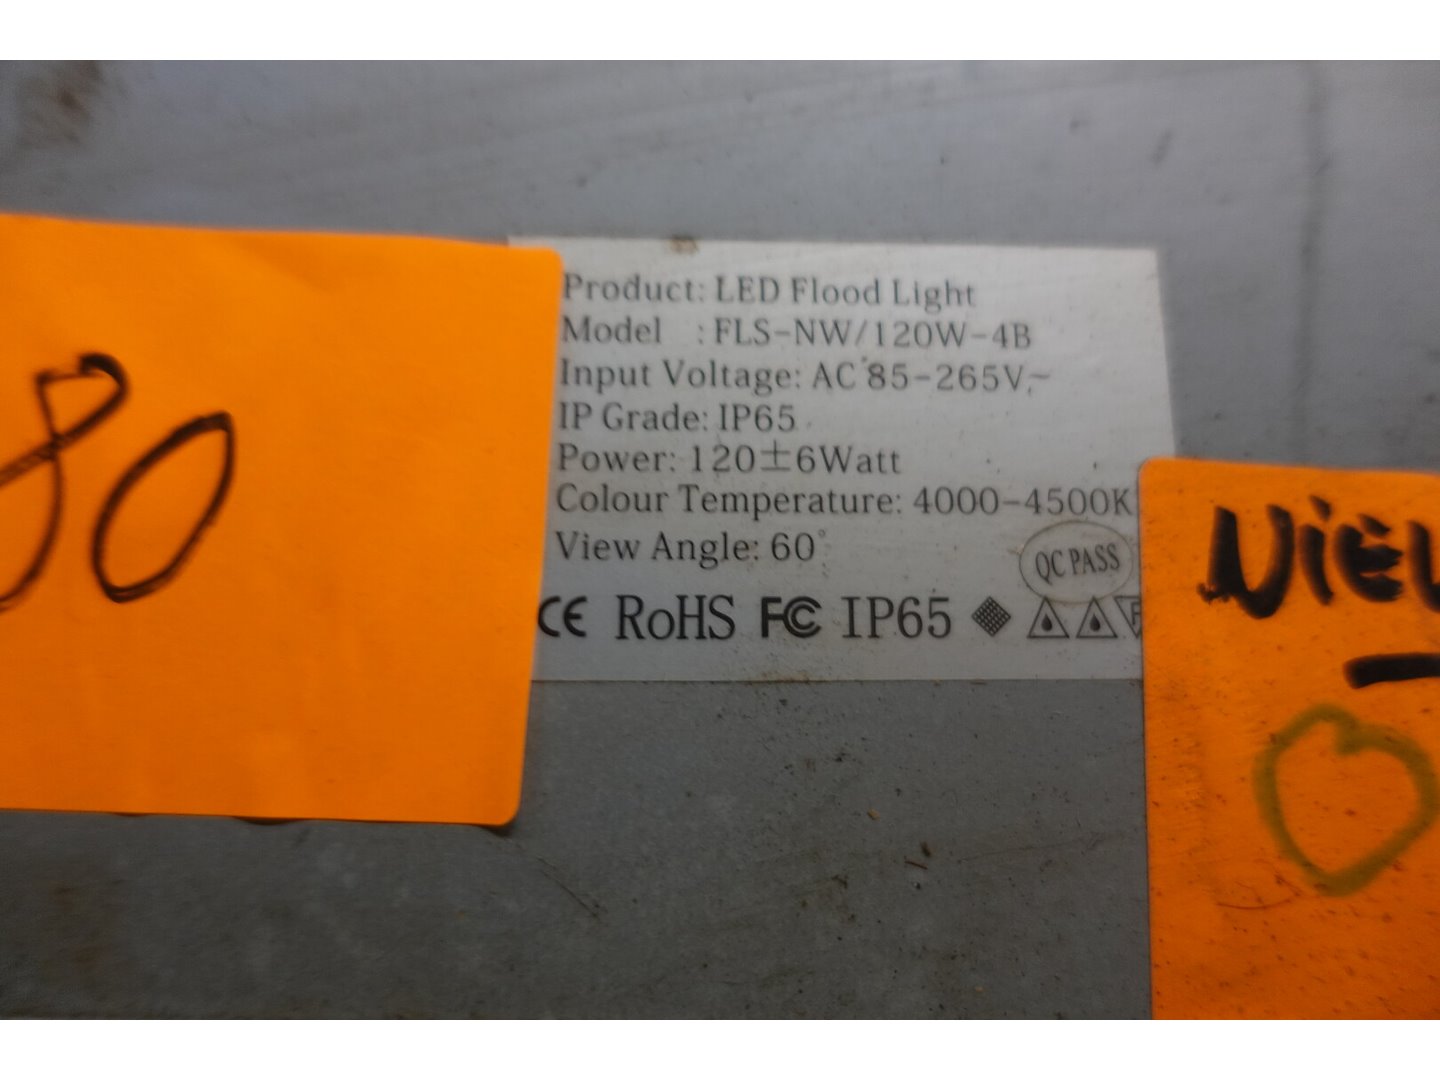 80
Product: LED Flood Light
Model : FLS-NW/120W-4B
Input Voltage: AC 85-265V~
IP Grade: IP65
Power: 120±6Watt
Colour Temperature: 4000-4500K
View Angle: 60°
QC PASS
CE RoHS FC IP65